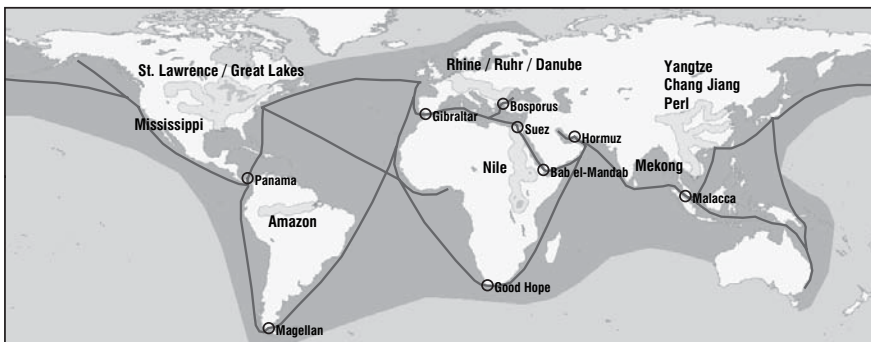 St. Lawrence / Great Lakes
Rhine / Ruhr / Danube
Yangtze
Chang Jiang
Perl
Mississippi
Gibraltar
Bosporus
Suez
Hormuz
Nile
Mekong
Panama
Bab el-Mandab
Malacca
Amazon
Good Hope
Magellan